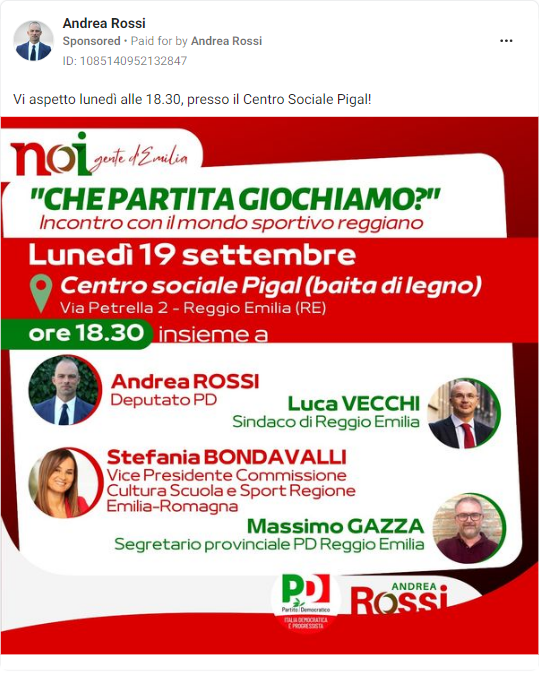 Andrea Rossi
Sponsored • Paid for by Andrea Rossi
ID: 1085140952132847
Vi aspetto lunedì alle 18.30, presso il Centro Sociale Pigal!
noi gente d'Emilia
"CHE PARTITA GIOCHIAMO?"
Incontro con il mondo sportivo reggiano
Lunedì 19 settembre
Centro sociale Pigal (baita di legno)
Via Petrella 2 - Reggio Emilia (RE)
ore 18.30 insieme a
Andrea ROSSI
Deputato PD
Luca VECCHI
Sindaco di Reggio Emilia
Stefania BONDAVALLI
Vice Presidente Commissione
Cultura Scuola e Sport Regione
Emilia-Romagna
Massimo GAZZA
Segretario provinciale PD Reggio Emilia
PD
Partito Democratico
ITALIA DEMOCRATICA
E PROGRESSISTA
ANDREA
Rossi